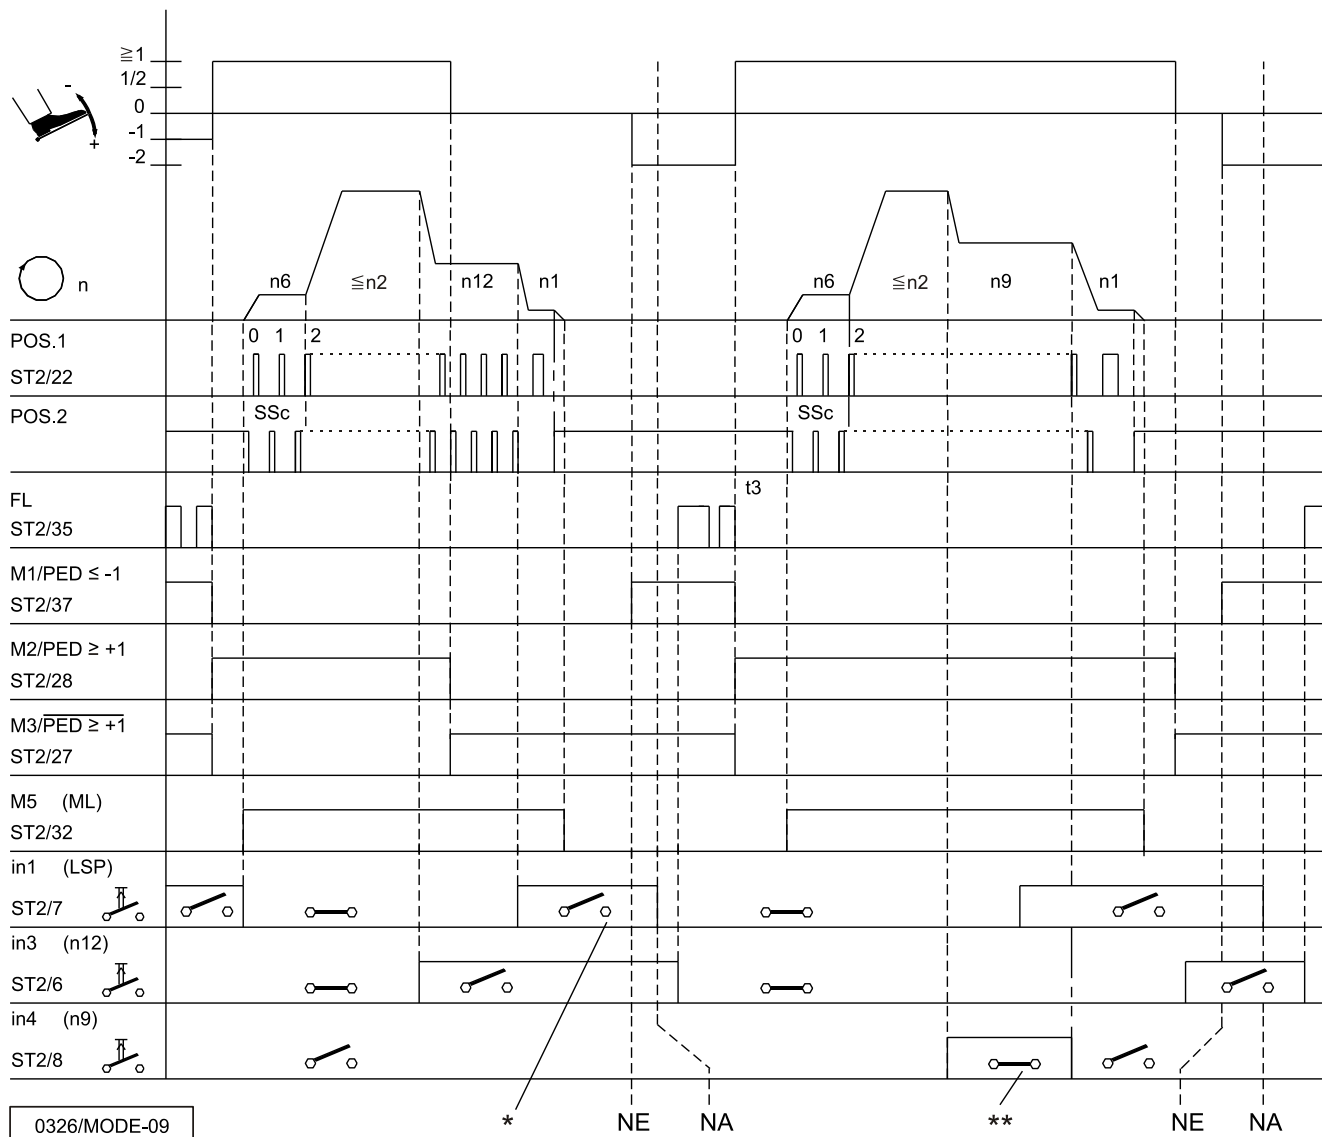 ≧1
1/2
0
-1
-2
-
+
n
n6 ≦n2 n12 n1 n6 ≦n2 n9 n1
POS.1
0 1 2 0 1 2
ST2/22
POS.2
SSc SSc
FL
t3
ST2/35
M1/PED ≤ -1
ST2/37
M2/PED ≥ +1
ST2/28
M3/PED ≥ +1
ST2/27
M5 (ML)
ST2/32
in1 (LSP)
ST2/7
in3 (n12)
ST2/6
in4 (n9)
ST2/8
0326/MODE-09
* NE NA ** NE NA